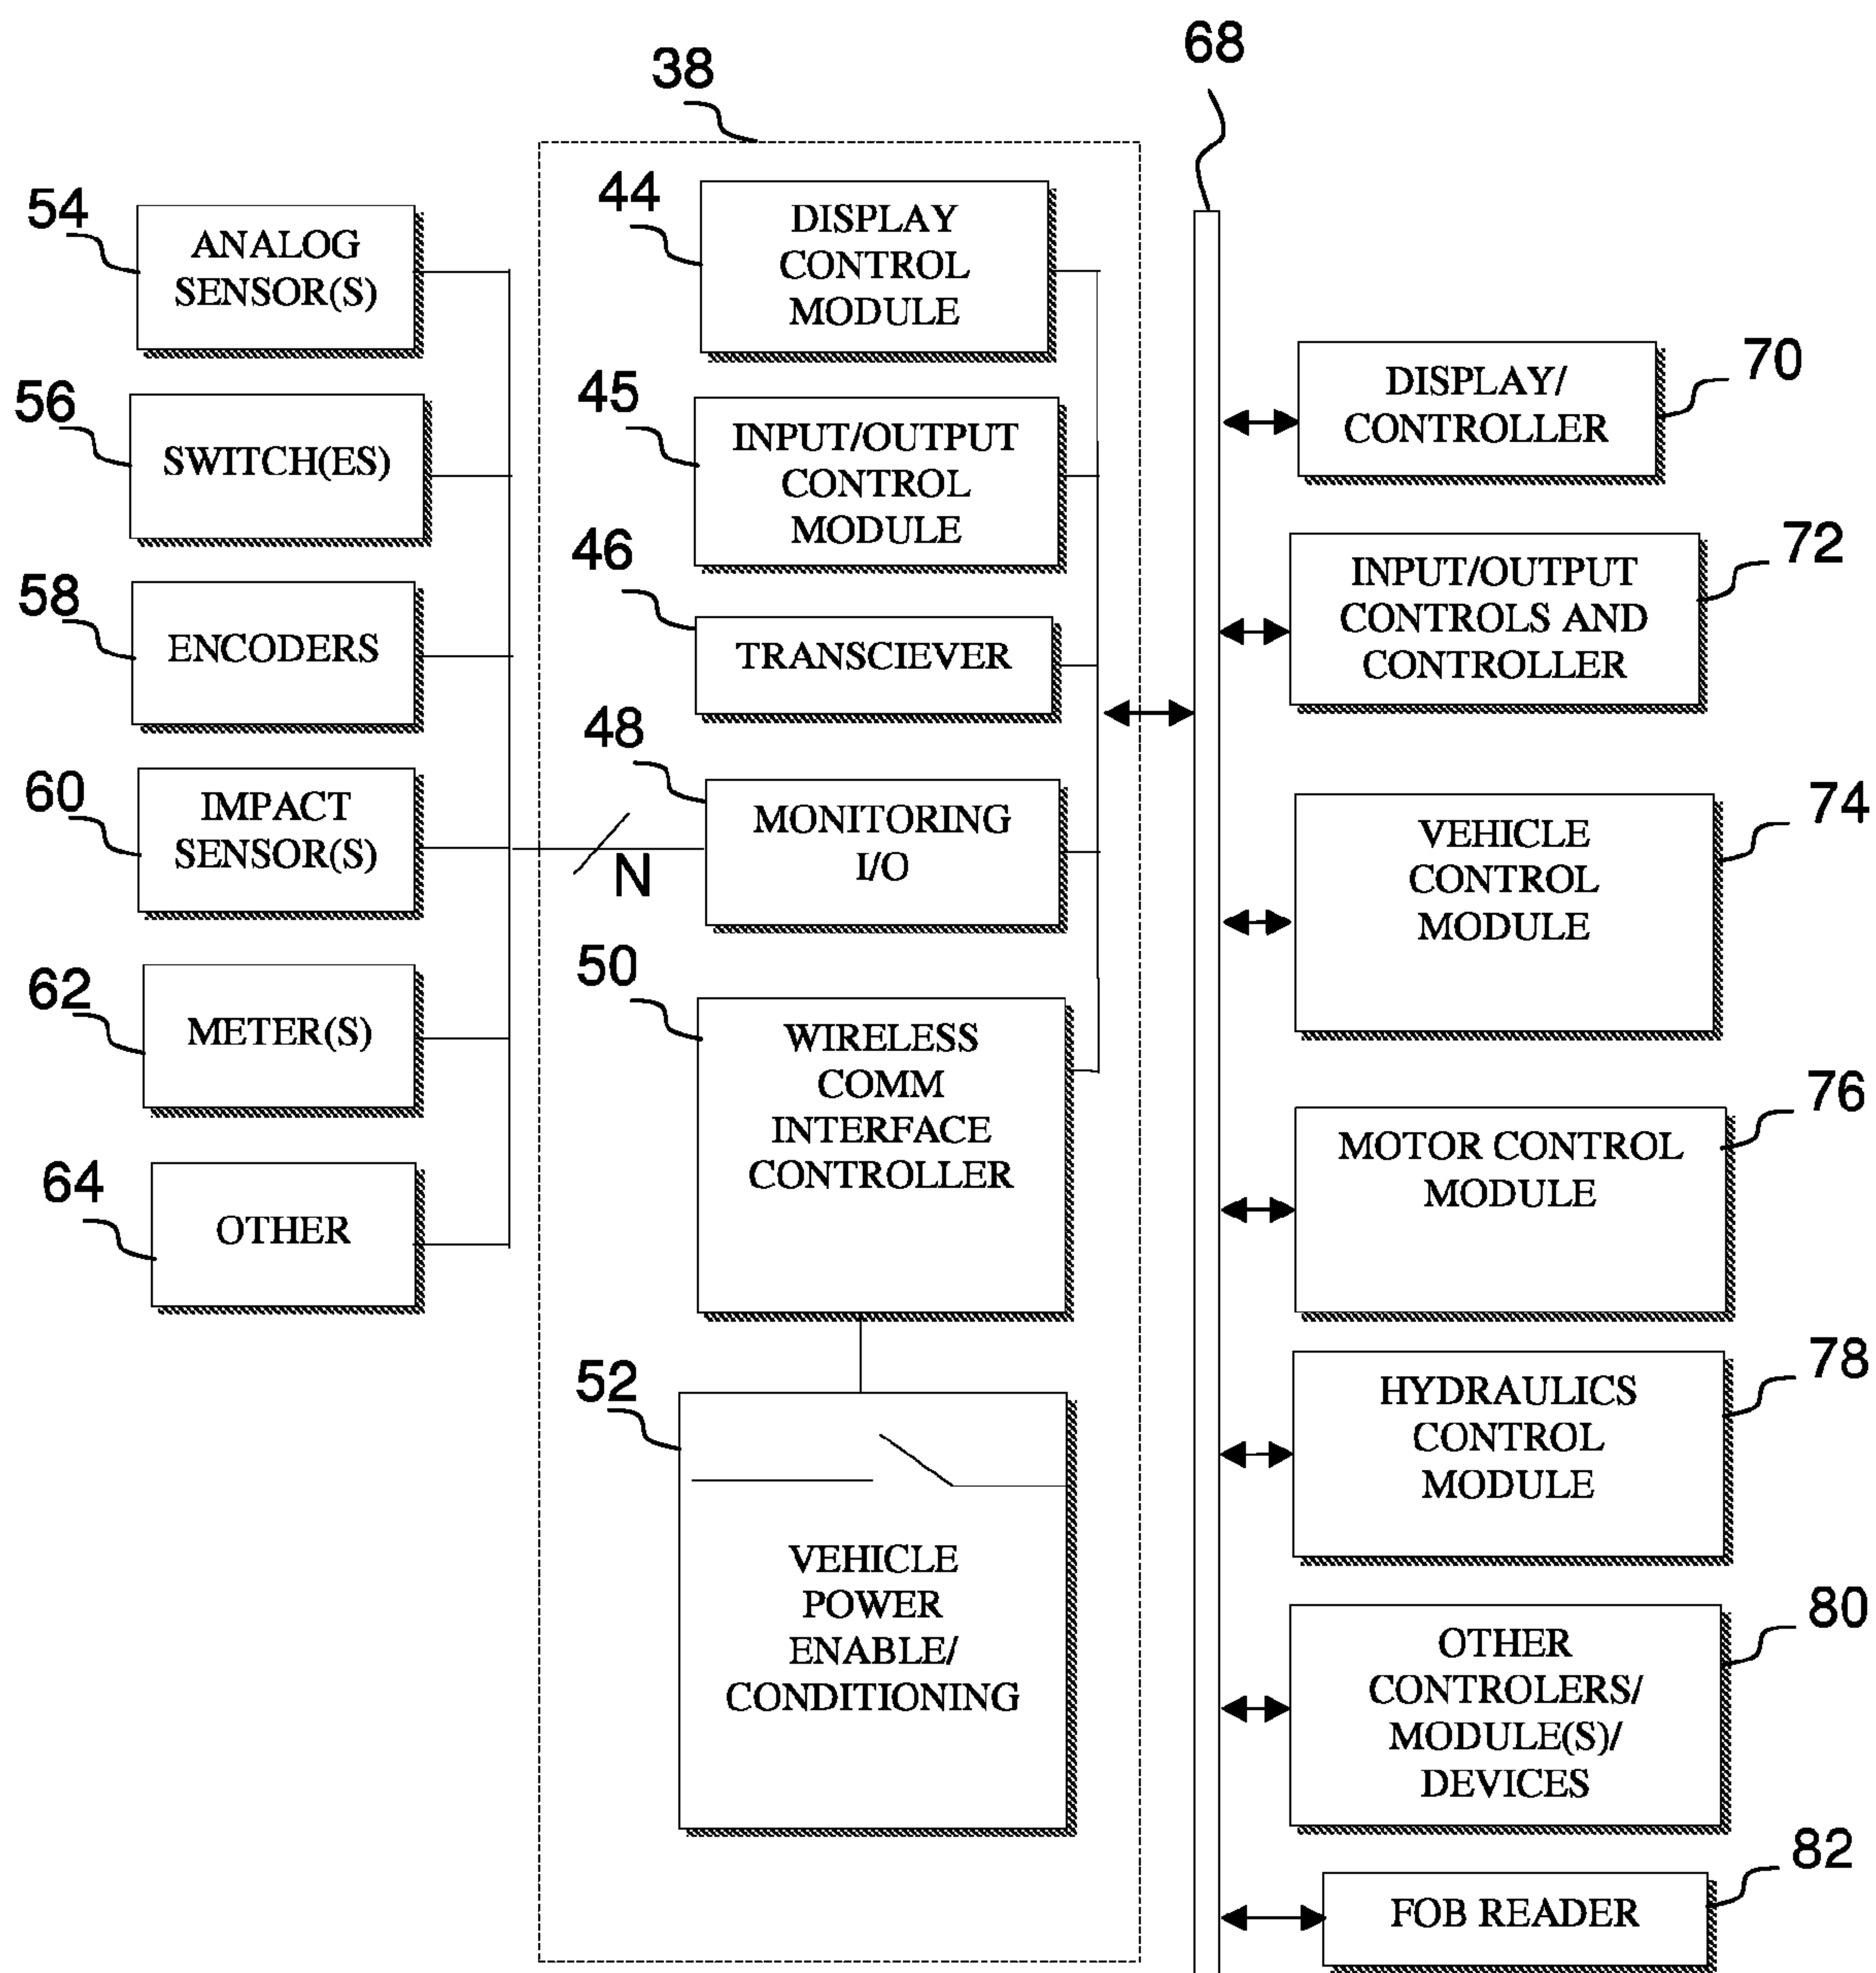 68
38
54
ANALOG
SENSOR(S)
56
SWITCH(ES)
58
ENCODERS
60
IMPACT
SENSOR(S)
62
METER(S)
64
OTHER
44
DISPLAY
CONTROL
MODULE
45
INPUT/OUTPUT
CONTROL
MODULE
46
TRANSCIEVER
48
MONITORING
I/O
N
50
WIRELESS
COMM
INTERFACE
CONTROLLER
52
VEHICLE
POWER
ENABLE/
CONDITIONING
70
DISPLAY/
CONTROLLER
72
INPUT/OUTPUT
CONTROLS AND
CONTROLLER
74
VEHICLE
CONTROL
MODULE
76
MOTOR CONTROL
MODULE
78
HYDRAULICS
CONTROL
MODULE
80
OTHER
CONTROLERS/
MODULE(S)/
DEVICES
82
FOB READER